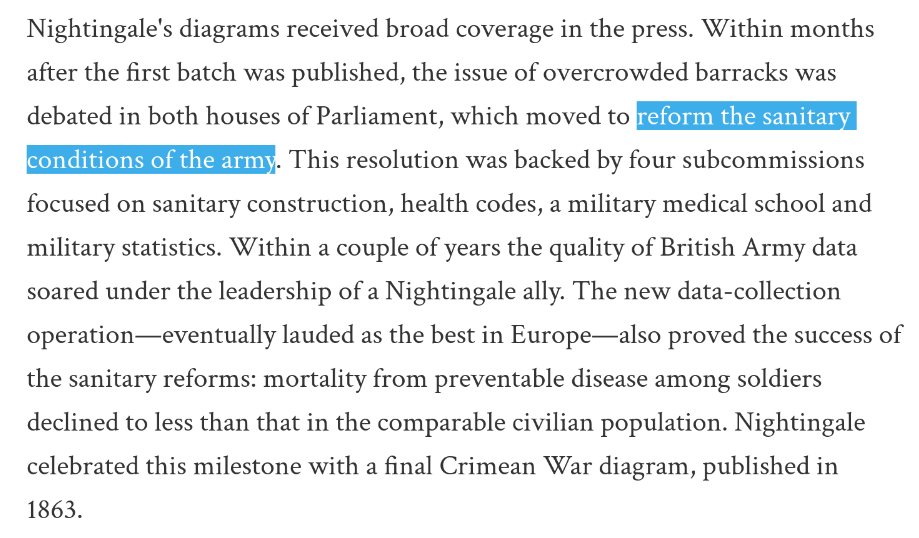 Nightingale's diagrams received broad coverage in the press. Within months
after the first batch was published, the issue of overcrowded barracks was
debated in both houses of Parliament, which moved to reform the sanitary
conditions of the army. This resolution was backed by four subcommissions
focused on sanitary construction, health codes, a military medical school and
military statistics. Within a couple of years the quality of British Army data
soared under the leadership of a Nightingale ally. The new data-collection
operation—eventually lauded as the best in Europe—also proved the success of
the sanitary reforms: mortality from preventable disease among soldiers
declined to less than that in the comparable civilian population. Nightingale
celebrated this milestone with a final Crimean War diagram, published in
1863.